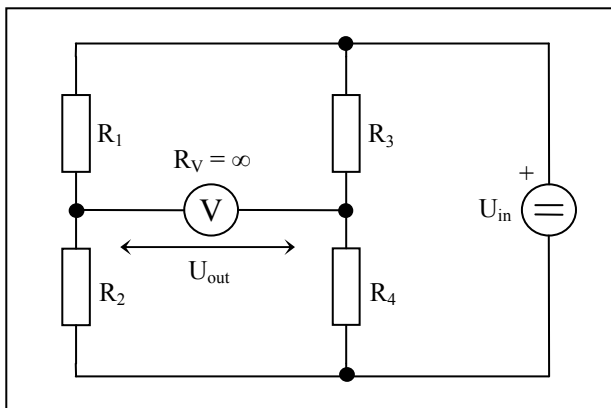 R₁
R₃
Rᵥ = ∞
V
+
Uᵢₙ
Uₒᵤₜ
R₂
R₄